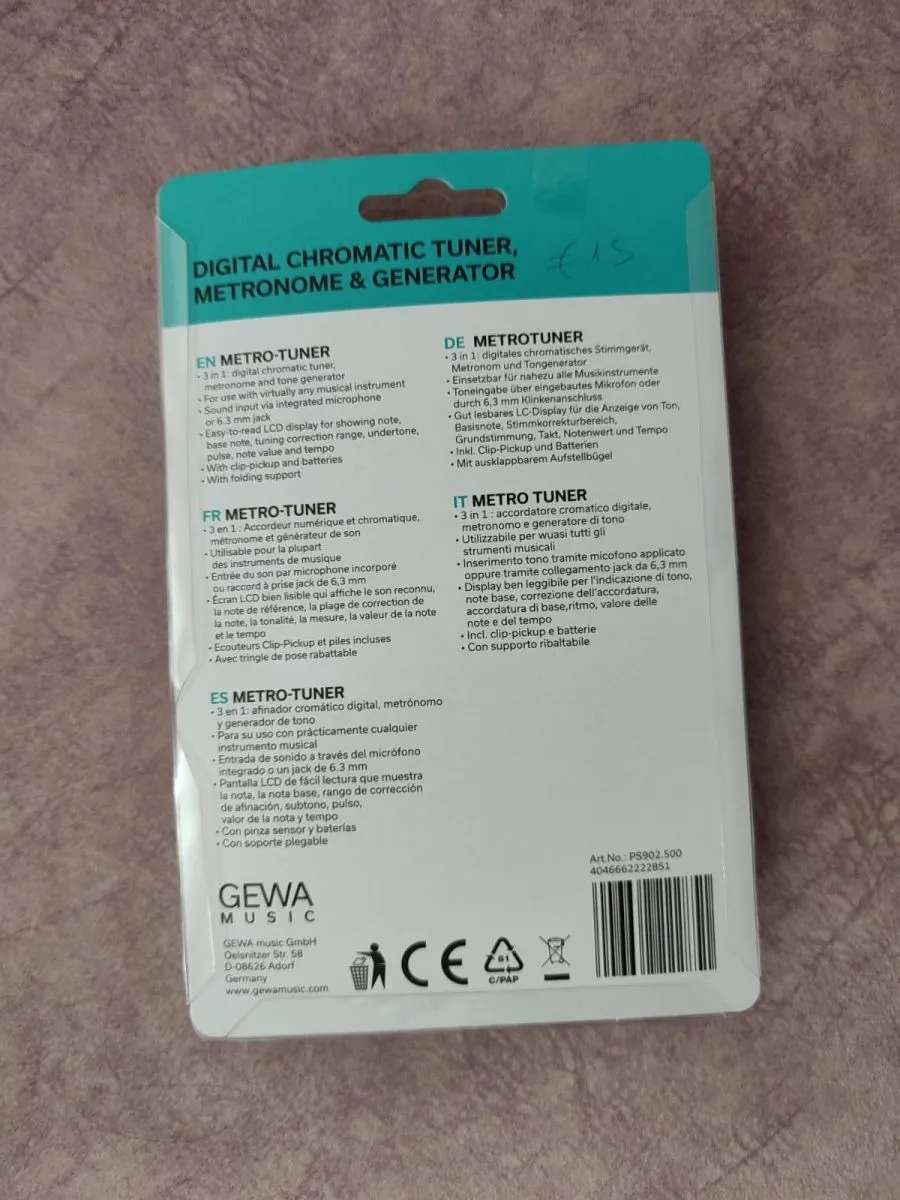 DIGITAL CHROMATIC TUNER,
METRONOME & GENERATOR
€ 15
EN METRO-TUNER
• 3 in 1: digital chromatic tuner,
metronome and tone generator
• For use with virtually any musical instrument
• Sound input via integrated microphone
or 6.3 mm jack
• Easy-to-read LCD display for showing note,
base note, tuning correction range, undertone,
pulse, note value and tempo
• With clip-pickup and batteries
• With folding support
DE METROTUNER
• 3 in 1: digitales chromatisches Stimmgerät,
Metronom und Tongenerator
• Einsetzbar für nahezu alle Musikinstrumente
• Toneingabe über eingebautes Mikrofon oder
durch 6,3 mm Klinkenanschluss
• Gut lesbares LC-Display für die Anzeige von Ton,
Basisnote, Stimmkorrekturbereich,
Grundstimmung, Takt, Notenwert und Tempo
• Inkl. Clip-Pickup und Batterien
• Mit ausklappbarem Aufstellbügel
FR METRO-TUNER
• 3 en 1 : Accordeur numérique et chromatique,
métronome et générateur de son
• Utilisable pour la plupart
des instruments de musique
• Entrée du son par microphone incorporé
ou raccord à prise jack de 6,3 mm
• Écran LCD bien lisible qui affiche le son reconnu,
la note de référence, la plage de correction de
la note, la tonalité, la mesure, la valeur de la note
et le tempo
• Ecouteurs Clip-Pickup et piles incluses
• Avec tringle de pose rabattable
IT METRO TUNER
• 3 in 1 : accordatore cromatico digitale,
metronomo e generatore di tono
• Utilizzabile per wuasi tutti gli
strumenti musicali
• Inserimento tono tramite micofono applicato
oppure tramite collegamento jack da 6,3 mm
• Display ben leggibile per l'indicazione di tono,
note base, correzione dell'accordatura,
accordatura di base,ritmo, valore delle
note e del tempo
• Incl. clip-pickup e batterie
• Con supporto ribaltabile
ES METRO-TUNER
• 3 en 1: afinador cromático digital, metrónomo
y generador de tono
• Para su uso con prácticamente cualquier
instrumento musical
• Entrada de sonido a través del micrófono
integrado o un jack de 6.3 mm
• Pantalla LCD de fácil lectura que muestra
la nota, la nota base, rango de corrección
de afinación, subtono, pulso,
valor de la nota y tempo
• Con pinza sensor y baterías
• Con soporte plegable
GEWA
MUSIC
GEWA music GmbH
Oelsnitzer Str. 58
D-08626 Adorf
Germany
www.gewamusic.com
CE
81
C/PAP
Art.No.: PS902.500
4046662222851